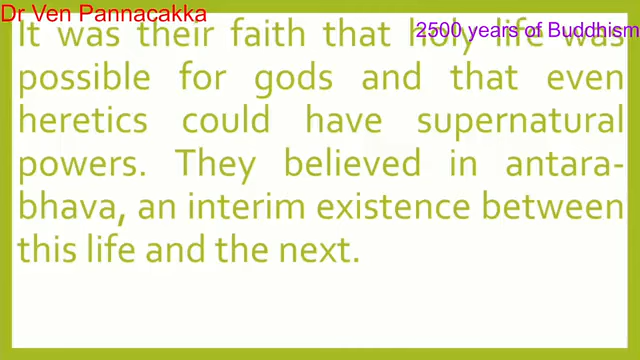 Dr Ven Pannacakka
2500 years of Buddhism
It was their faith that holy life was
possible for gods and that even
heretics could have supernatural
powers. They believed in antara-
bhava, an interim existence between
this life and the next.